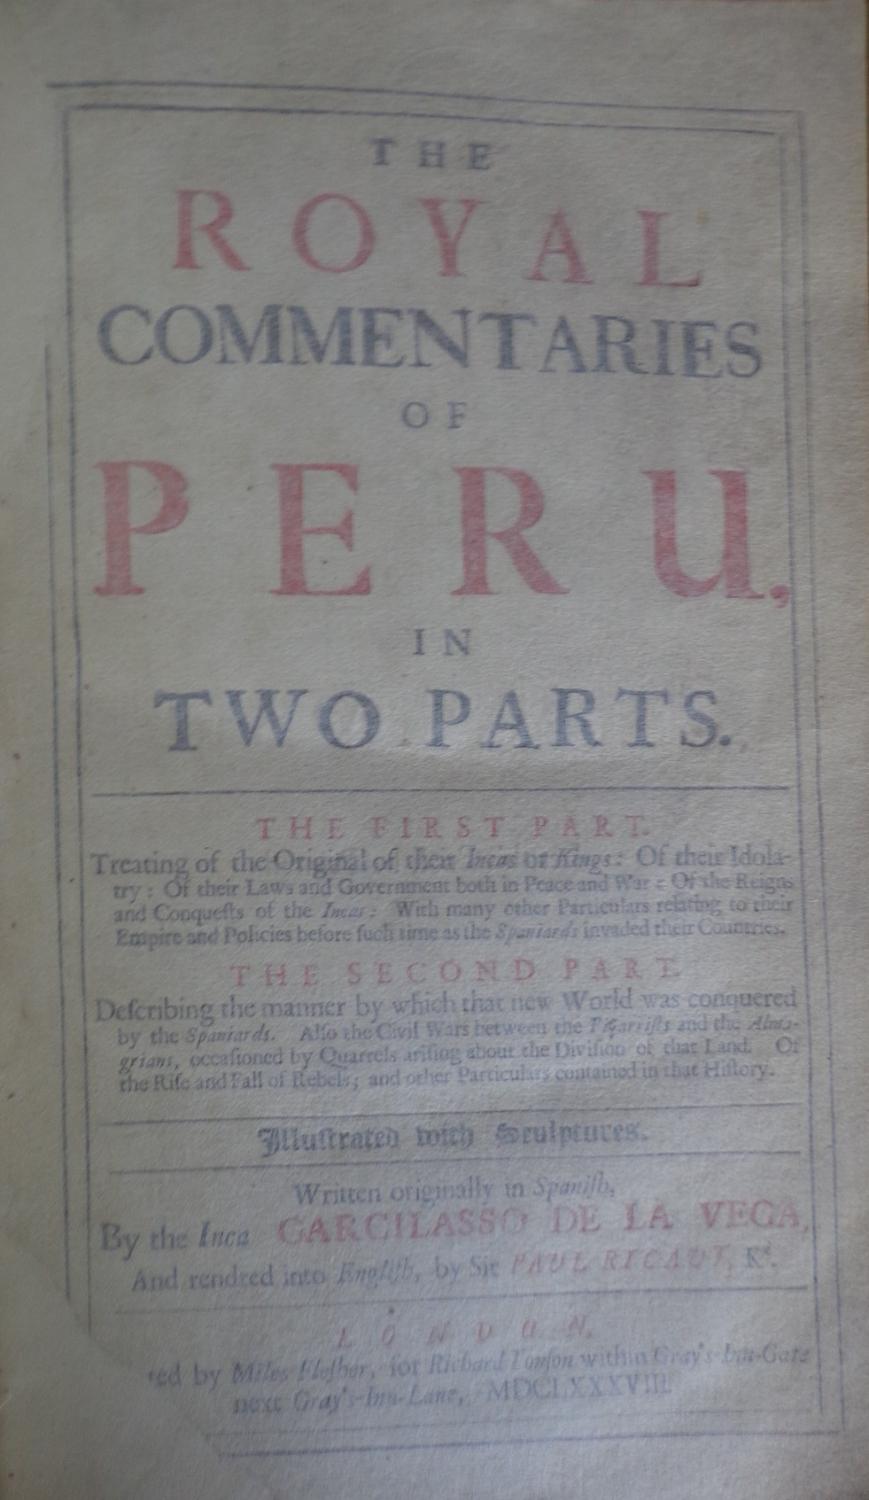 THE
ROYAL
COMMENTARIES
OF
PERU,
IN
TWO PARTS.
THE FIRST PART.
Treating of the Original of their Incas or Kings: Of their Idola-
try: Of their Laws and Government both in Peace and War: Of the Reigns
and Conqueſts of the Incas: With many other Particulars relating to their
Empire and Policies before ſuch time as the Spaniards invaded their Countries.
THE SECOND PART.
Deſcribing the manner by which that new World was conquered
by the Spaniards. Alſo the Civil Wars between the Piçarriſts and the Alma-
grians, occaſioned by Quarrels ariſing about the Diviſion of that Land. Of
the Riſe and Fall of Rebels; and other Particulars contained in that Hiſtory.
Illuſtrated with Sculptures.
Written originally in Spaniſh,
By the Inca GARCILASSO DE LA VEGA,
And rendred into Engliſh, by Sir PAUL RICAUT, Kt.
LONDON,
ted by Miles Fleſher, for Richard Tonſon within Gray's-Inn-Gate
next Gray's-Inn-Lane, MDCLXXXVIII.